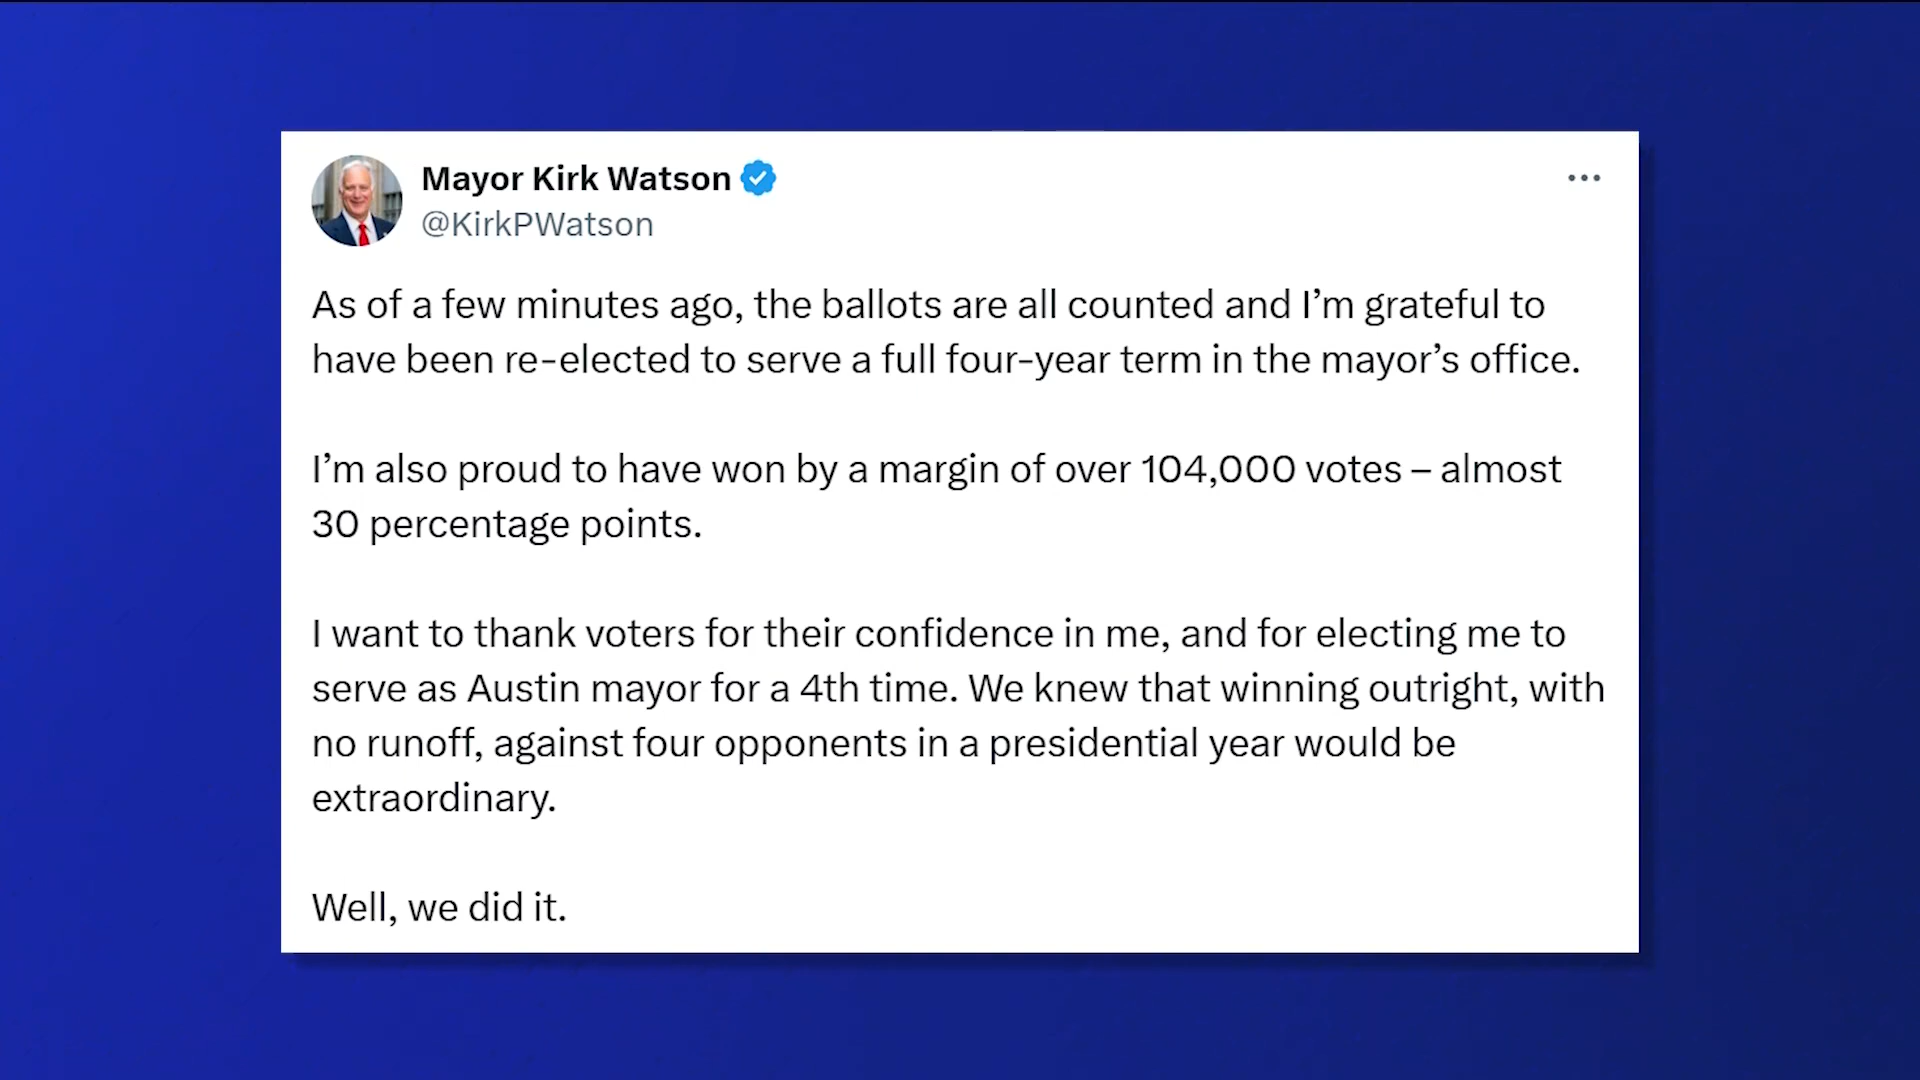 Mayor Kirk Watson
@KirkPWatson
As of a few minutes ago, the ballots are all counted and I’m grateful to
have been re-elected to serve a full four-year term in the mayor’s office.
I’m also proud to have won by a margin of over 104,000 votes – almost
30 percentage points.
I want to thank voters for their confidence in me, and for electing me to
serve as Austin mayor for a 4th time. We knew that winning outright, with
no runoff, against four opponents in a presidential year would be
extraordinary.
Well, we did it.